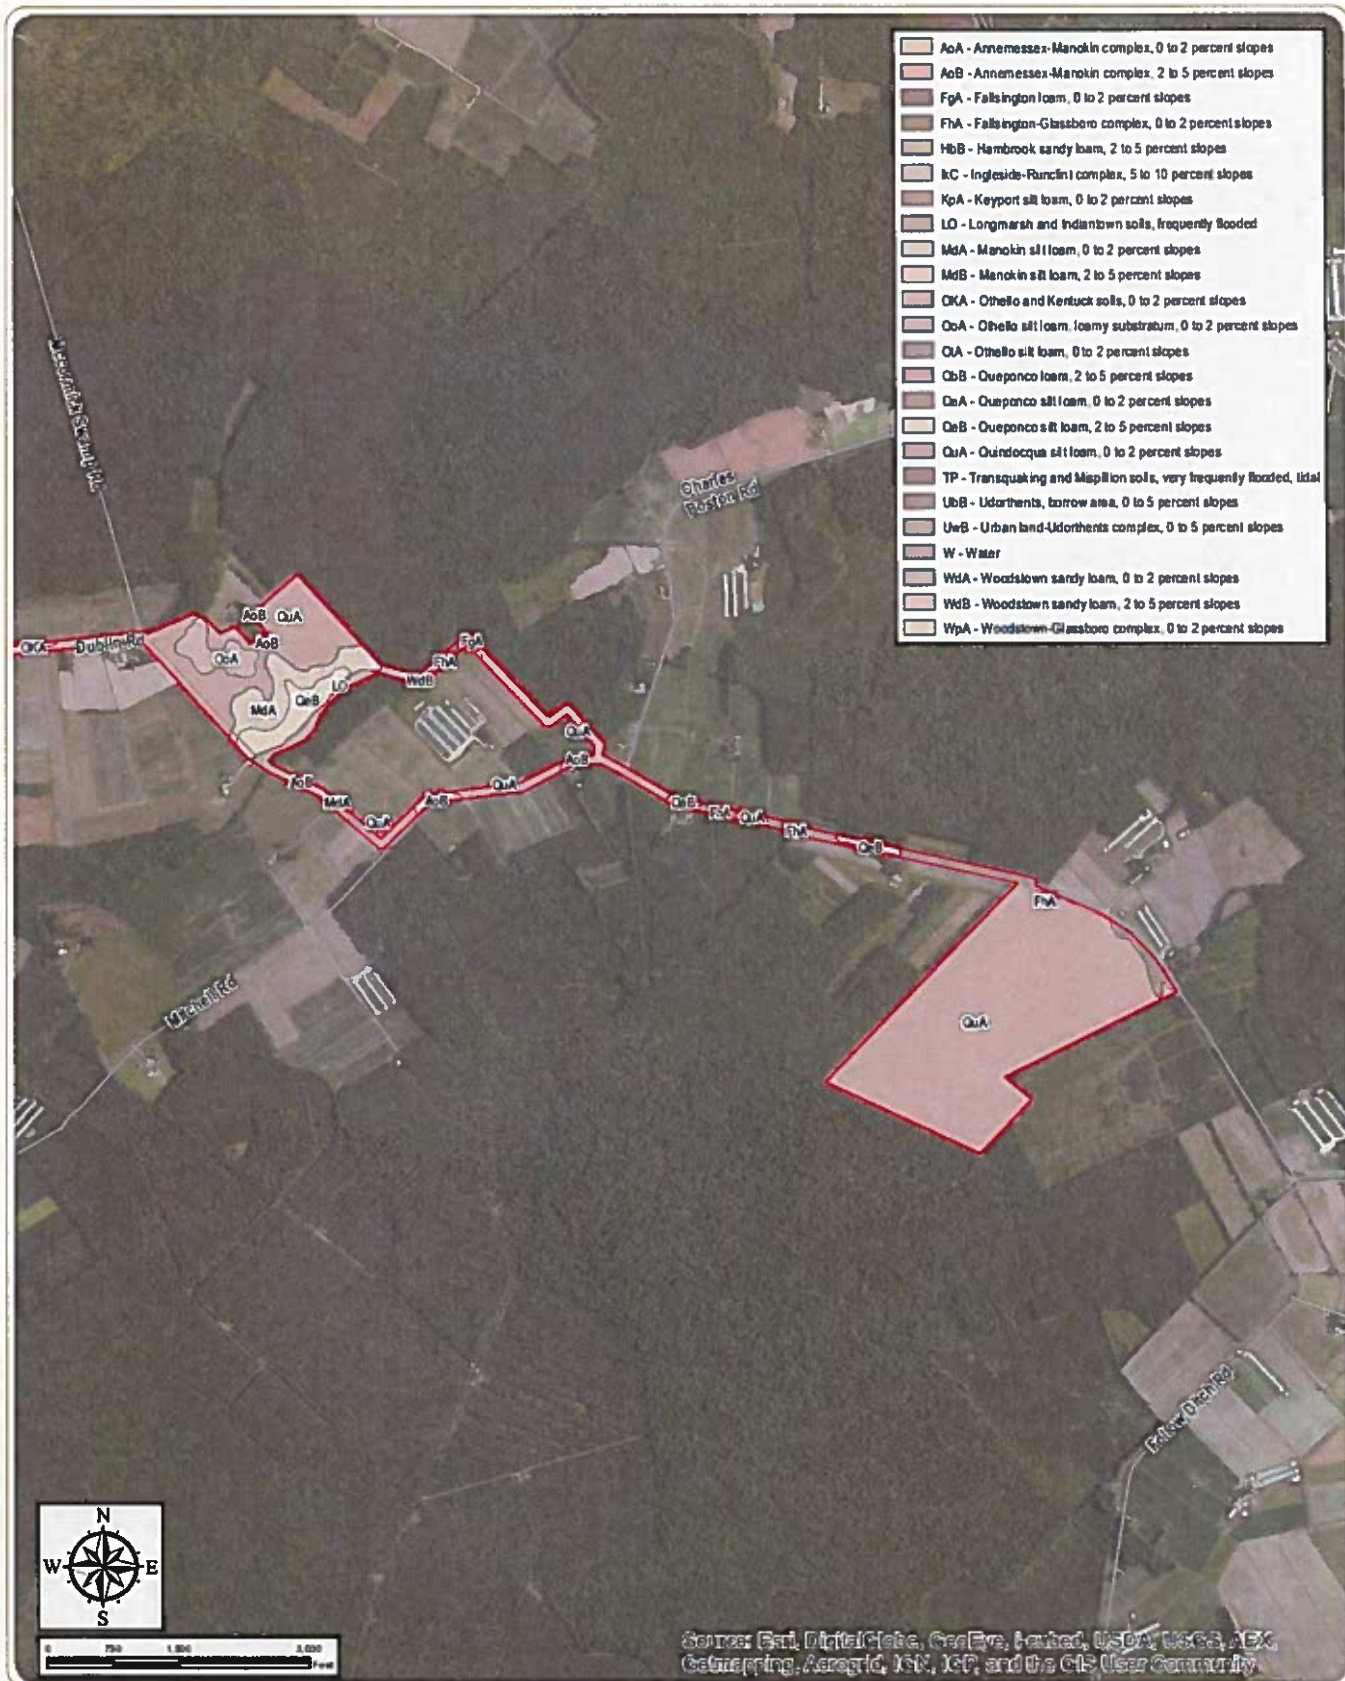 AoA - Annemessex-Manokin complex, 0 to 2 percent slopes
AoB - Annemessex-Manokin complex, 2 to 5 percent slopes
FgA - Fallsington loam, 0 to 2 percent slopes
FhA - Fallsington-Glassboro complex, 0 to 2 percent slopes
HbB - Hambrook sandy loam, 2 to 5 percent slopes
IkC - Ingleside-Runclint complex, 5 to 10 percent slopes
KpA - Keyport silt loam, 0 to 2 percent slopes
LO - Longmarsh and Indiantown soils, frequently flooded
MdA - Manokin silt loam, 0 to 2 percent slopes
MdB - Manokin silt loam, 2 to 5 percent slopes
OKA - Othello and Kentuck soils, 0 to 2 percent slopes
OoA - Othello silt loam, loamy substratum, 0 to 2 percent slopes
OtA - Othello silt loam, 0 to 2 percent slopes
QbB - Queponco loam, 2 to 5 percent slopes
QeA - Queponco silt loam, 0 to 2 percent slopes
QeB - Queponco silt loam, 2 to 5 percent slopes
QuA - Quindocqua silt loam, 0 to 2 percent slopes
TP - Transquaking and Mispillion soils, very frequently flooded, tidal
UbB - Udorthents, borrow area, 0 to 5 percent slopes
UwB - Urban land-Udorthents complex, 0 to 5 percent slopes
W - Water
WdA - Woodstown sandy loam, 0 to 2 percent slopes
WdB - Woodstown sandy loam, 2 to 5 percent slopes
WpA - Woodstown-Glassboro complex, 0 to 2 percent slopes
Charles
Rd
AoB QuA
AoB
OKA Dublin Rd
OoA
FgA
FhA
WdB
LO
QeB
MdA
QuA
AoB
AoB
MdA
QuA
AoB
QuA
QeB
QuA
FhA
QeB
FhA
QuA
Mitchell Rd
Ditch Rd
N
W E
S
0 750 1,500 3,000
Feet
Source: Esri, DigitalGlobe, GeoEye, i-cubed, USDA, USGS, AEX,
Getmapping, Aerogrid, IGN, IGP, and the GIS User Community